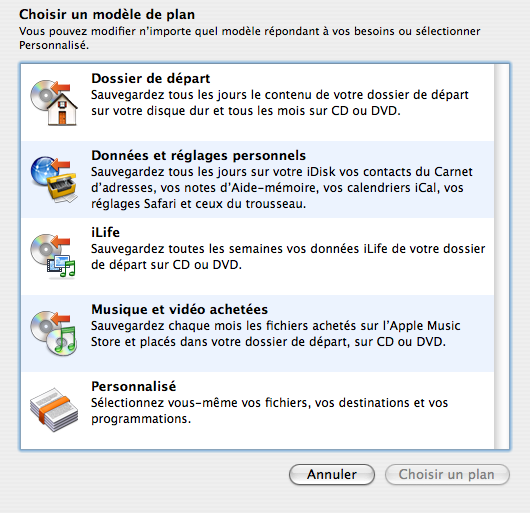 Choisir un modèle de plan
Vous pouvez modifier n'importe quel modèle répondant à vos besoins ou sélectionner
Personnalisé.
Dossier de départ
Sauvegardez tous les jours le contenu de votre dossier de départ
sur votre disque dur et tous les mois sur CD ou DVD.
Données et réglages personnels
Sauvegardez tous les jours sur votre iDisk vos contacts du Carnet
d'adresses, vos notes d'Aide-mémoire, vos calendriers iCal, vos
réglages Safari et ceux du trousseau.
iLife
Sauvegardez toutes les semaines vos données iLife de votre dossier
de départ sur CD ou DVD.
Musique et vidéo achetées
Sauvegardez chaque mois les fichiers achetés sur l'Apple Music
Store et placés dans votre dossier de départ, sur CD ou DVD.
Personnalisé
Sélectionnez vous-même vos fichiers, vos destinations et vos
programmations.
Annuler
Choisir un plan